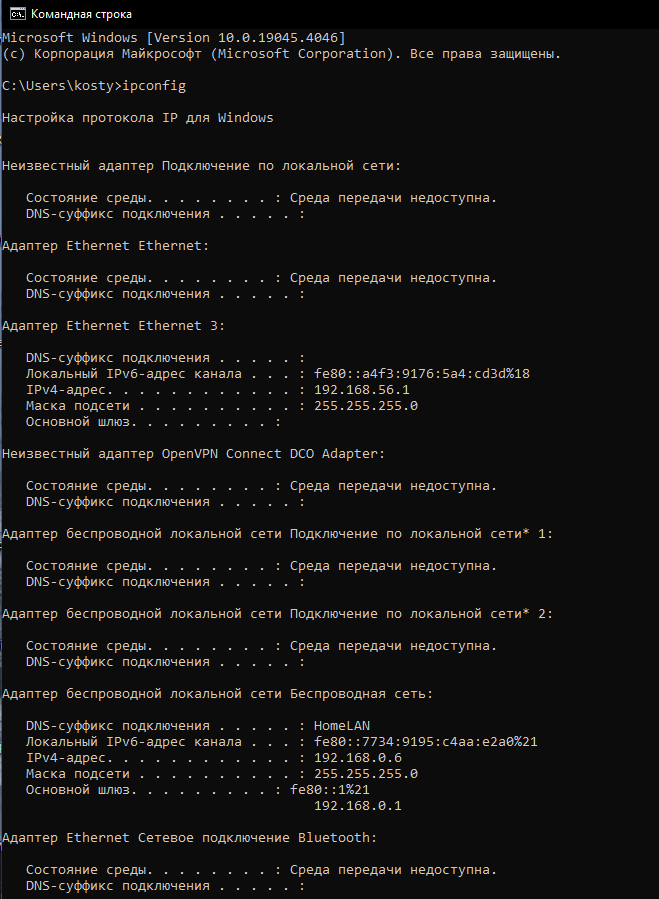 Командная строка
Microsoft Windows [Version 10.0.19045.4046]
(c) Корпорация Майкрософт (Microsoft Corporation). Все права защищены.
C:\Users\kosty>ipconfig
Настройка протокола IP для Windows
Неизвестный адаптер Подключение по локальной сети:
Состояние среды. . . . . . . . : Среда передачи недоступна.
DNS-суффикс подключения . . . . . :
Адаптер Ethernet Ethernet:
Состояние среды. . . . . . . . : Среда передачи недоступна.
DNS-суффикс подключения . . . . . :
Адаптер Ethernet Ethernet 3:
DNS-суффикс подключения . . . . . :
Локальный IPv6-адрес канала . . . : fe80::a4f3:9176:5a4:cd3d%18
IPv4-адрес. . . . . . . . . . . . : 192.168.56.1
Маска подсети . . . . . . . . . . : 255.255.255.0
Основной шлюз. . . . . . . . . :
Неизвестный адаптер OpenVPN Connect DCO Adapter:
Состояние среды. . . . . . . . : Среда передачи недоступна.
DNS-суффикс подключения . . . . . :
Адаптер беспроводной локальной сети Подключение по локальной сети* 1:
Состояние среды. . . . . . . . : Среда передачи недоступна.
DNS-суффикс подключения . . . . . :
Адаптер беспроводной локальной сети Подключение по локальной сети* 2:
Состояние среды. . . . . . . . : Среда передачи недоступна.
DNS-суффикс подключения . . . . . :
Адаптер беспроводной локальной сети Беспроводная сеть:
DNS-суффикс подключения . . . . . : HomeLAN
Локальный IPv6-адрес канала . . . : fe80::7734:9195:c4aa:e2a0%21
IPv4-адрес. . . . . . . . . . . . : 192.168.0.6
Маска подсети . . . . . . . . . . : 255.255.255.0
Основной шлюз. . . . . . . . . : fe80::1%21
192.168.0.1
Адаптер Ethernet Сетевое подключение Bluetooth:
Состояние среды. . . . . . . . : Среда передачи недоступна.
DNS-суффикс подключения . . . . . :